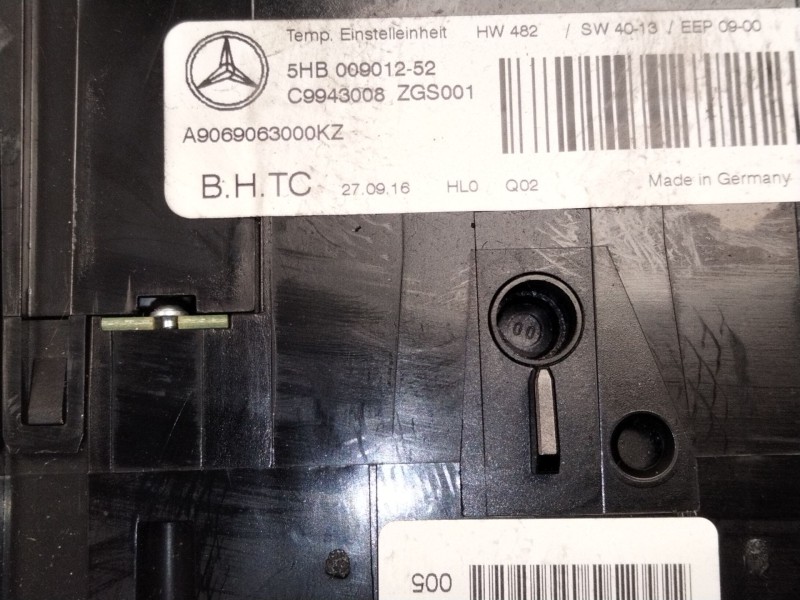 Temp. Einstelleinheit HW 482 / SW 40-13 / EEP 09-00
5HB 009012-52
C9943008 ZGS001
A9069063000KZ
B.H.TC 27.09.16 HL0 Q02 Made in Germany
005